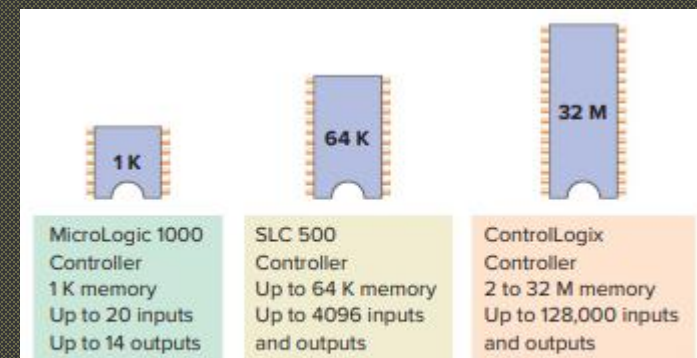 1 K
64 K
32 M
MicroLogic 1000
Controller
1 K memory
Up to 20 inputs
Up to 14 outputs
SLC 500
Controller
Up to 64 K memory
Up to 4096 inputs
and outputs
ControlLogix
Controller
2 to 32 M memory
Up to 128,000 inputs
and outputs